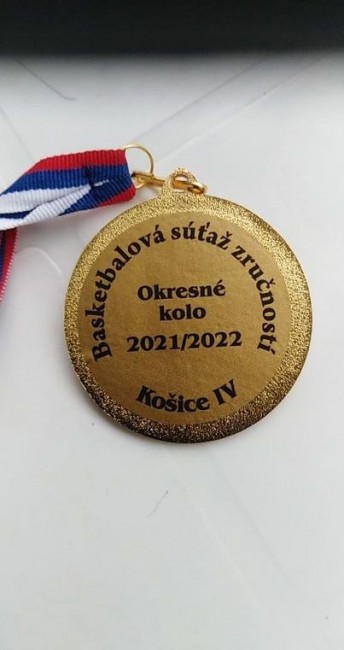 Basketbalová súťaž zručností
Okresné
kolo
2021/2022
Košice IV